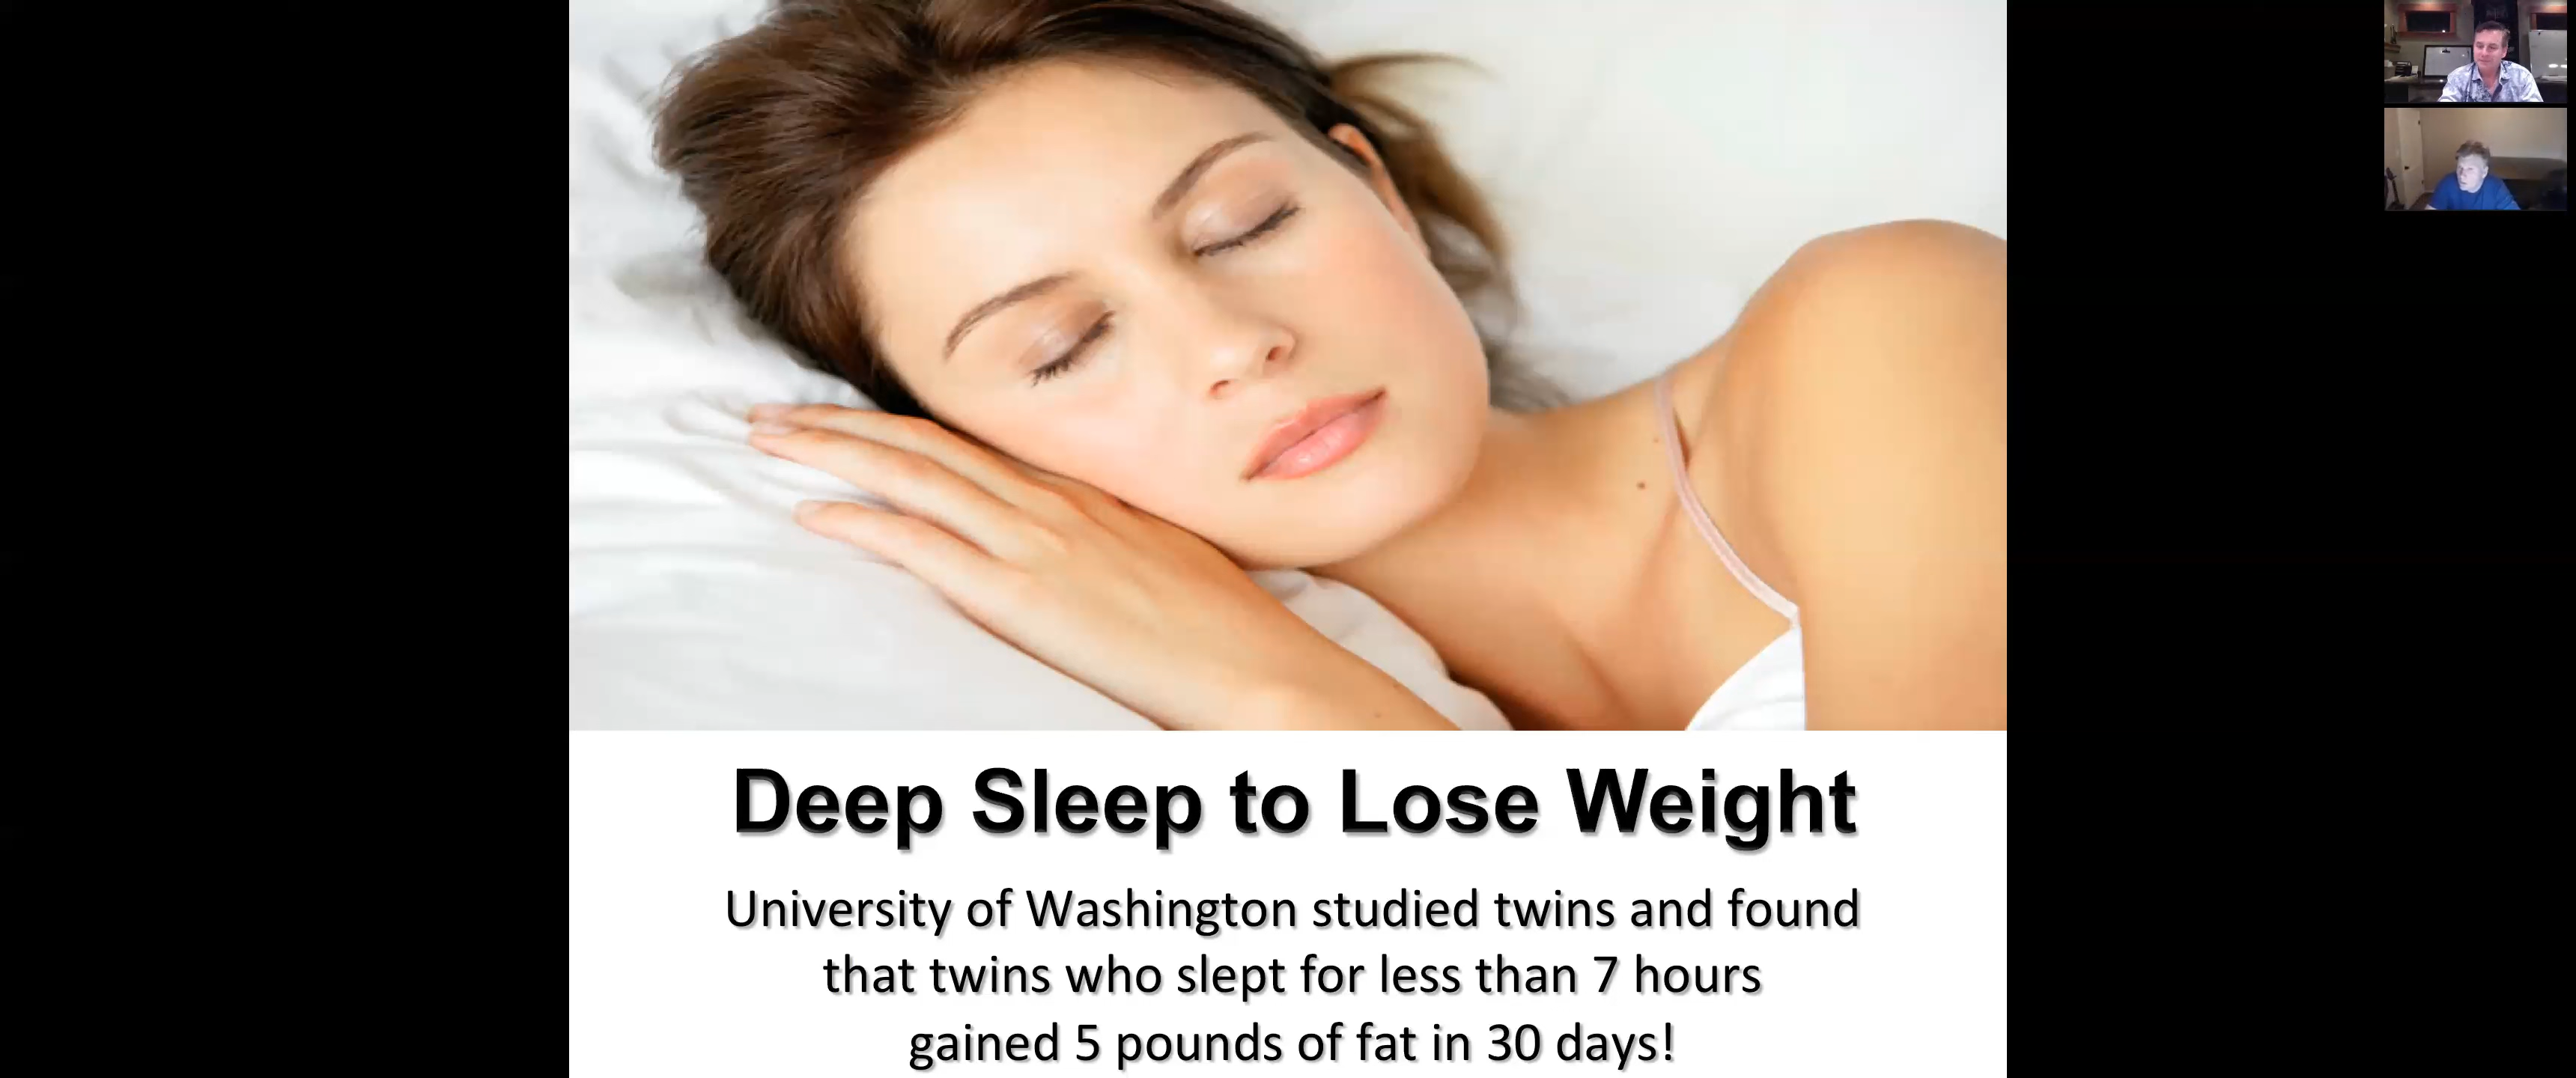 Deep Sleep to Lose Weight
University of Washington studied twins and found
that twins who slept for less than 7 hours
gained 5 pounds of fat in 30 days!